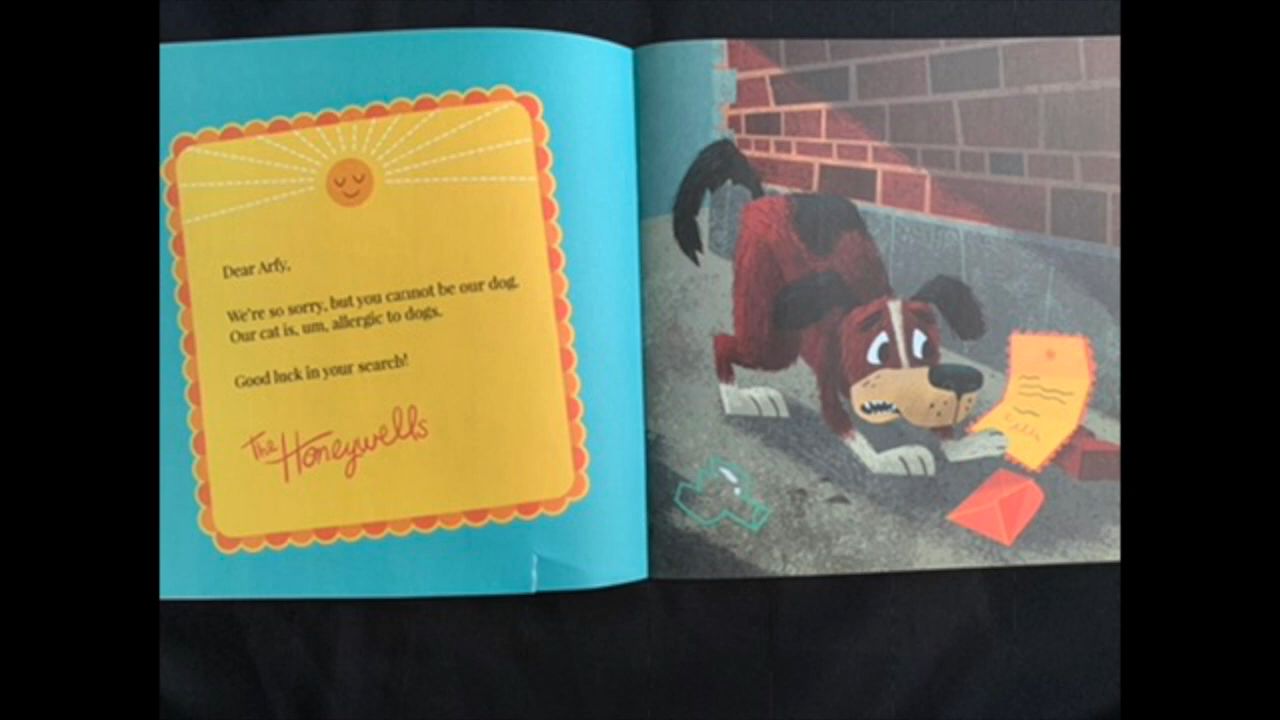 Dear Arfy,
We're so sorry, but you cannot be our dog.
Our cat is, um, allergic to dogs.
Good luck in your search!
The Honeywells